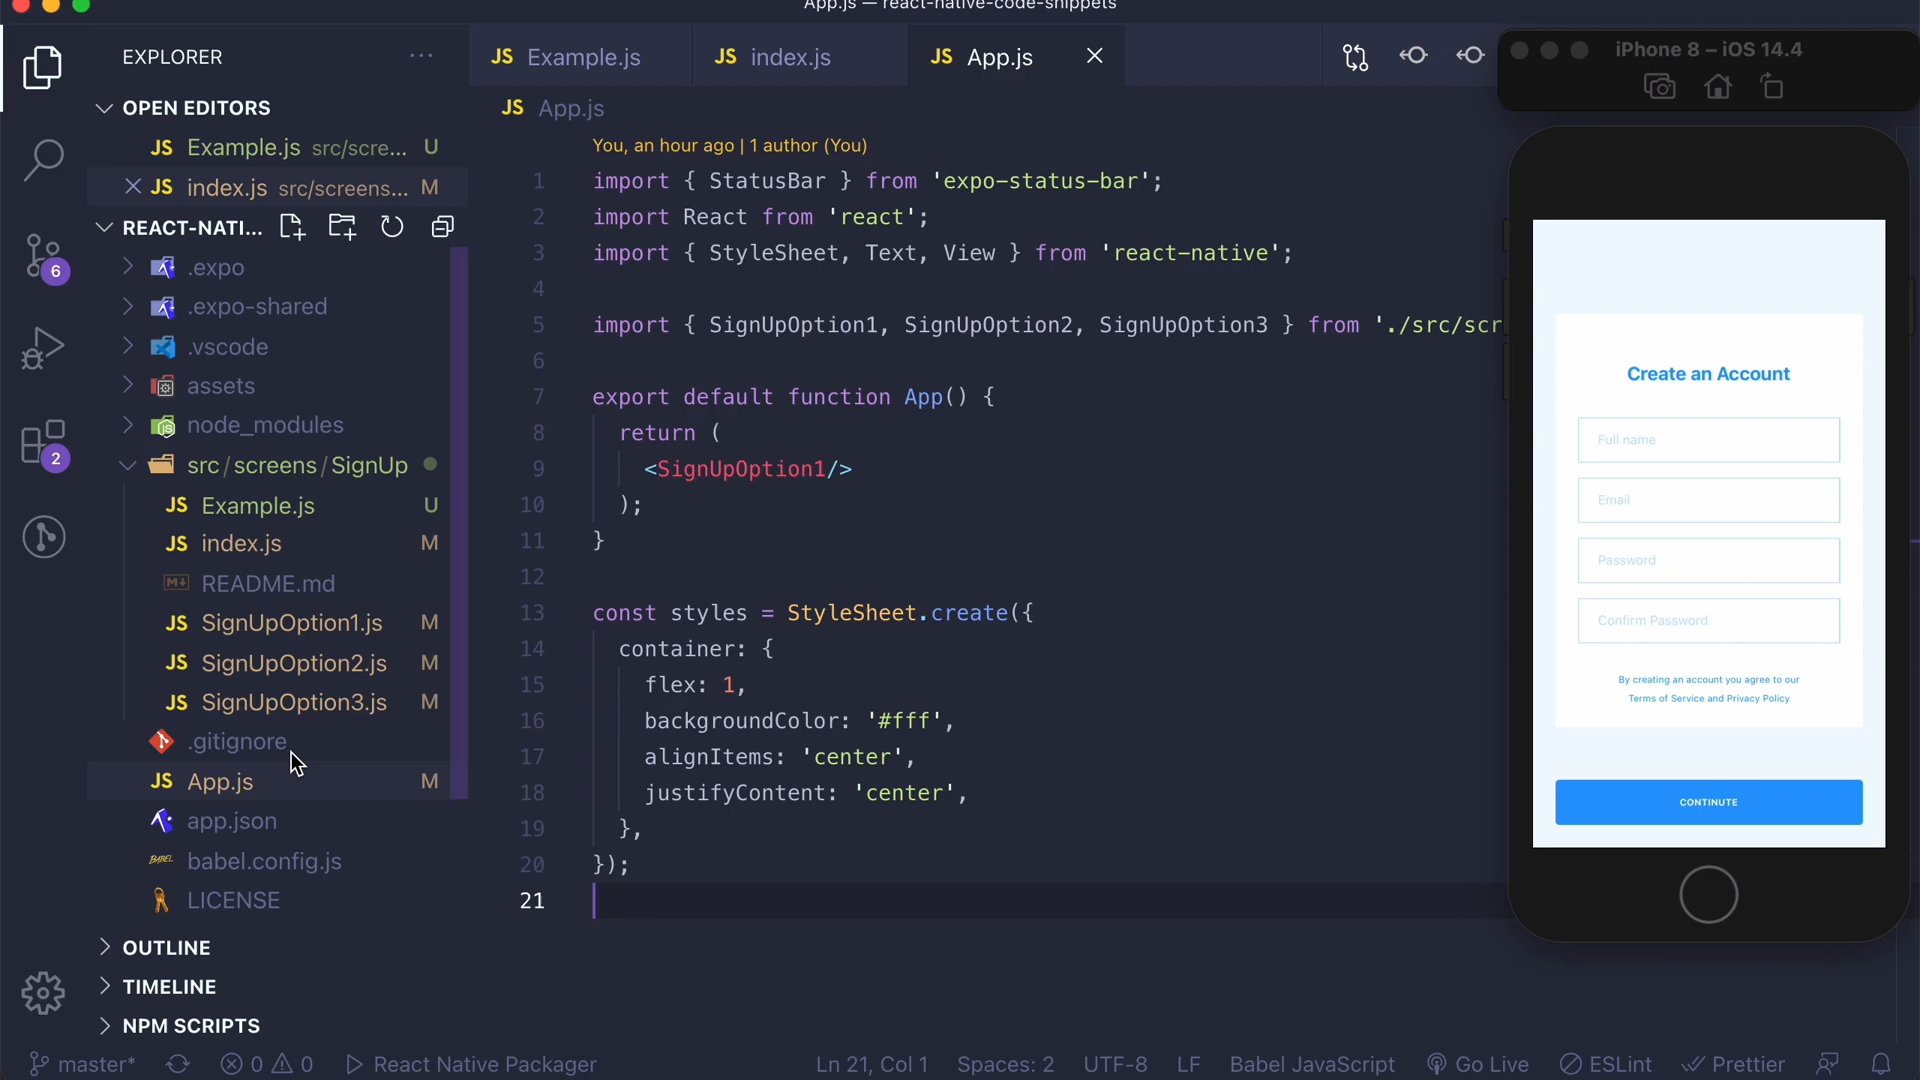 App.js — react-native-code-snippets
EXPLORER
JS Example.js
JS index.js
JS App.js
iPhone 8 – iOS 14.4
OPEN EDITORS
JS Example.js src/scre... U
JS index.js src/screens... M
REACT-NATI...
.expo
.expo-shared
.vscode
assets
node_modules
src/screens/SignUp
JS Example.js U
JS index.js M
README.md
JS SignUpOption1.js M
JS SignUpOption2.js M
JS SignUpOption3.js M
.gitignore
JS App.js M
app.json
BABEL babel.config.js
LICENSE
OUTLINE
TIMELINE
NPM SCRIPTS
6
2
JS App.js
You, an hour ago | 1 author (You)
1 import { StatusBar } from 'expo-status-bar';
2 import React from 'react';
3 import { StyleSheet, Text, View } from 'react-native';
4
5 import { SignUpOption1, SignUpOption2, SignUpOption3 } from './src/scr
6
7 export default function App() {
8 return (
9 <SignUpOption1/>
10 );
11 }
12
13 const styles = StyleSheet.create({
14 container: {
15 flex: 1,
16 backgroundColor: '#fff',
17 alignItems: 'center',
18 justifyContent: 'center',
19 },
20 });
21
Create an Account
Full name
Email
Password
Confirm Password
By creating an account you agree to our
Terms of Service and Privacy Policy
CONTINUTE
master* 0 0 React Native Packager Ln 21, Col 1 Spaces: 2 UTF-8 LF Babel JavaScript Go Live ESLint Prettier